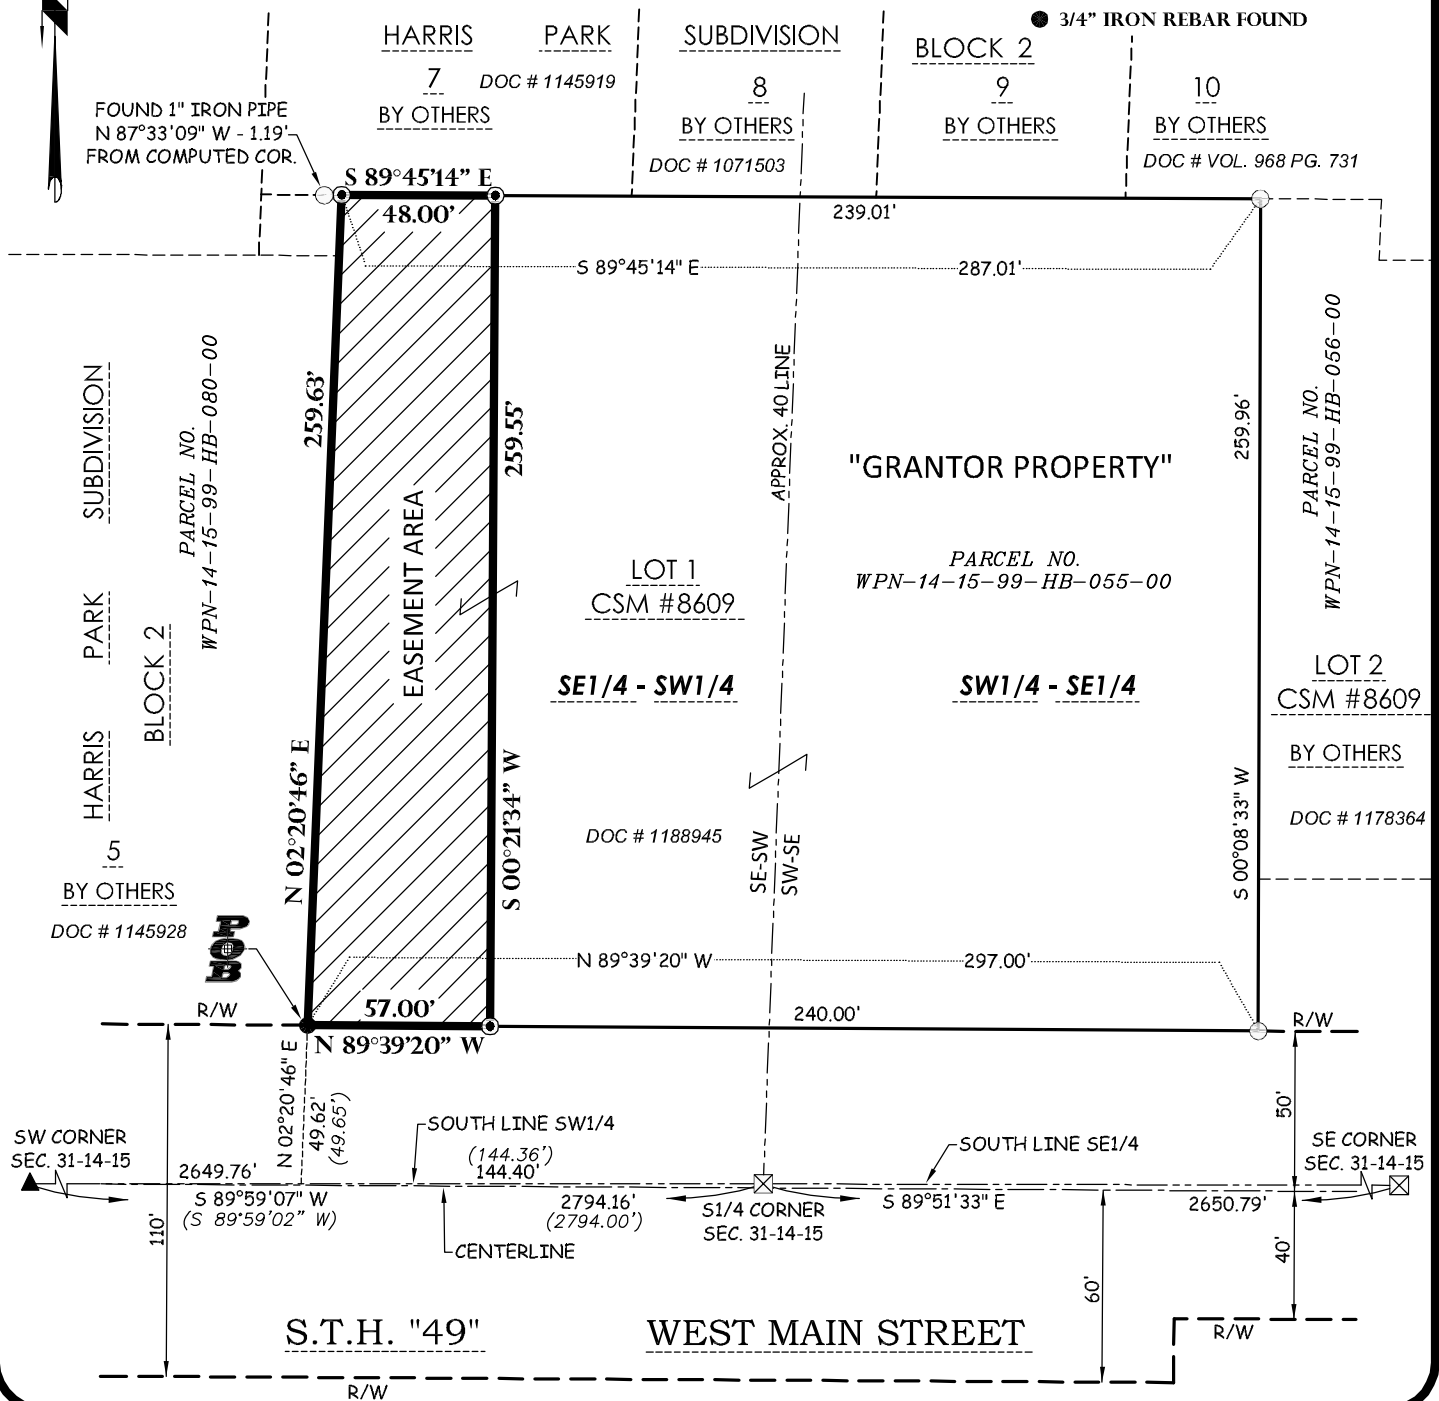 3/4" IRON REBAR FOUND
HARRIS PARK SUBDIVISION BLOCK 2
7 DOC # 1145919
BY OTHERS
8
BY OTHERS
DOC # 1071503
9
BY OTHERS
10
BY OTHERS
DOC # VOL. 968 PG. 731
FOUND 1" IRON PIPE
N 87°33'09" W - 1.19'
FROM COMPUTED COR.
S 89°45'14" E
48.00'
239.01'
S 89°45'14" E 287.01'
259.63'
N 02°20'46" E
259.55'
S 00°21'34" W
EASEMENT AREA
APPROX. 40 LINE
"GRANTOR PROPERTY"
PARCEL NO.
WPN-14-15-99-HB-055-00
LOT 1
CSM #8609
SE1/4 - SW1/4
SW1/4 - SE1/4
DOC # 1188945
SE-SW
SW-SE
259.96'
S 00°08'33" W
PARCEL NO.
WPN-14-15-99-HB-056-00
LOT 2
CSM #8609
BY OTHERS
DOC # 1178364
HARRIS PARK SUBDIVISION
BLOCK 2
PARCEL NO.
WPN-14-15-99-HB-080-00
5
BY OTHERS
DOC # 1145928
POB
R/W
N 89°39'20" W 297.00'
57.00'
N 89°39'20" W
240.00'
R/W
N 02°20'46" E
49.62'
(49.65')
SOUTH LINE SW1/4
(144.36')
144.40'
SOUTH LINE SE1/4
SW CORNER
SEC. 31-14-15
2649.76'
S 89°59'07" W
(S 89°59'02" W)
2794.16'
(2794.00')
S1/4 CORNER
SEC. 31-14-15
S 89°51'33" E
2650.79'
SE CORNER
SEC. 31-14-15
CENTERLINE
110'
50'
40'
60'
S.T.H. "49" WEST MAIN STREET
R/W
R/W